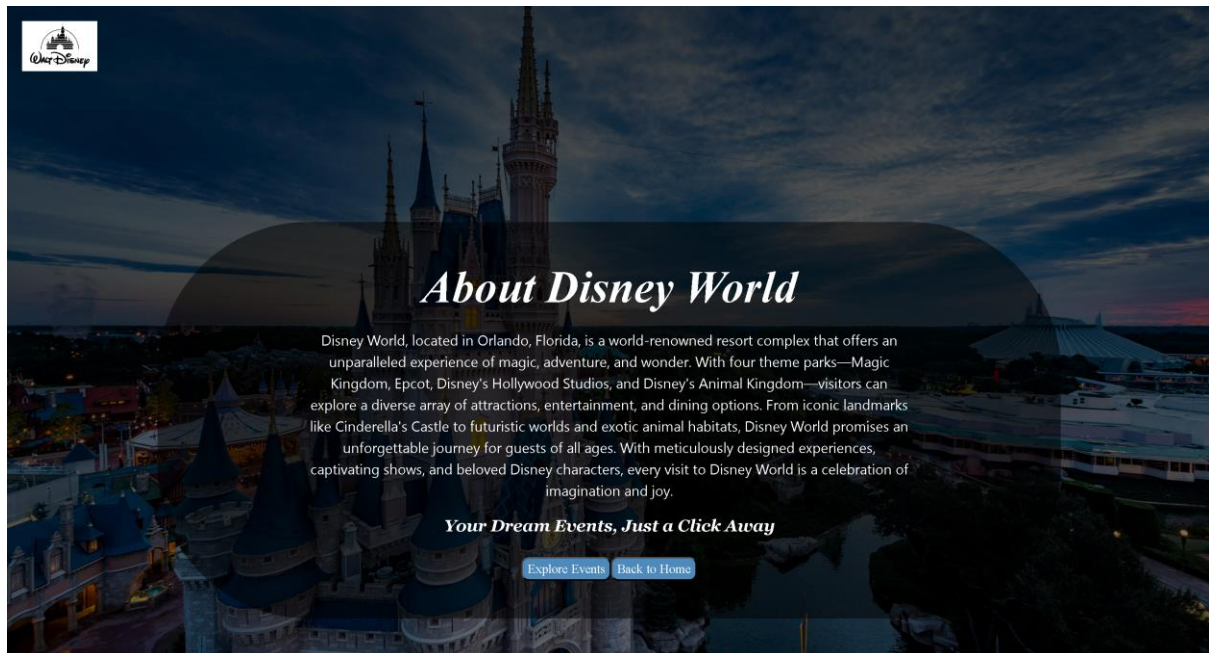 Walt Disney
About Disney World
Disney World, located in Orlando, Florida, is a world-renowned resort complex that offers an
unparalleled experience of magic, adventure, and wonder. With four theme parks—Magic
Kingdom, Epcot, Disney's Hollywood Studios, and Disney's Animal Kingdom—visitors can
explore a diverse array of attractions, entertainment, and dining options. From iconic landmarks
like Cinderella's Castle to futuristic worlds and exotic animal habitats, Disney World promises an
unforgettable journey for guests of all ages. With meticulously designed experiences,
captivating shows, and beloved Disney characters, every visit to Disney World is a celebration of
imagination and joy.
Your Dream Events, Just a Click Away
Explore Events Back to Home